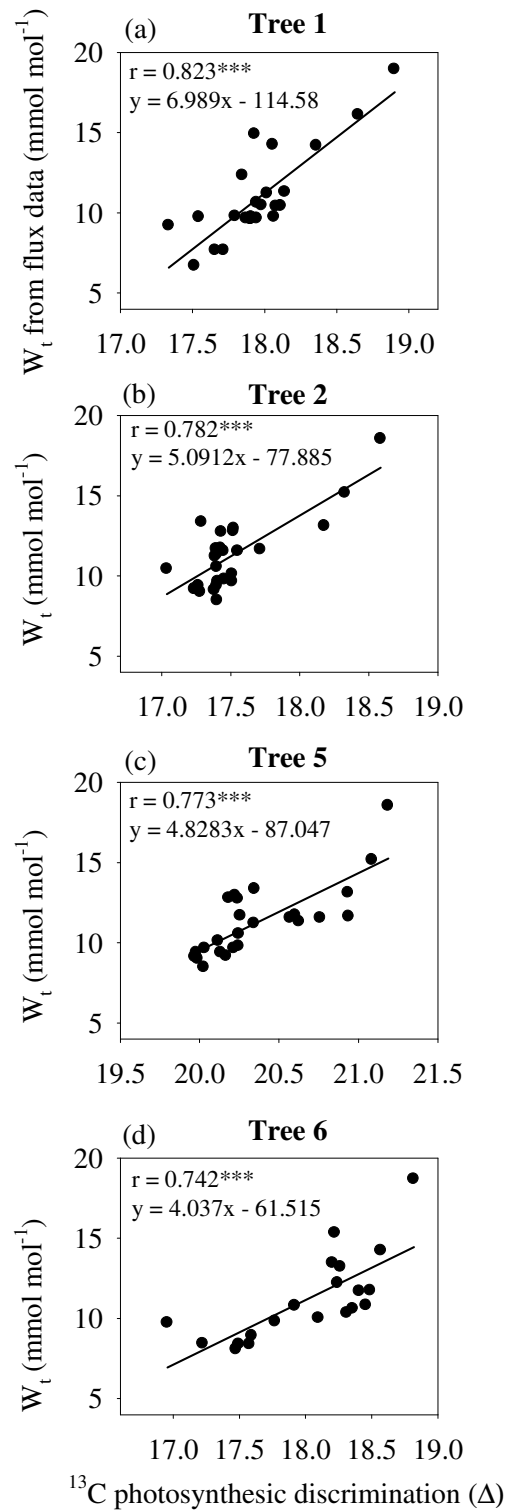 (a) Tree 1
r = 0.823***
y = 6.989x - 114.58
W_t from flux data (mmol mol⁻¹)
20
15
10
5
17.0 17.5 18.0 18.5 19.0
(b) Tree 2
r = 0.782***
y = 5.0912x - 77.885
W_t (mmol mol⁻¹)
20
15
10
5
17.0 17.5 18.0 18.5 19.0
(c) Tree 5
r = 0.773***
y = 4.8283x - 87.047
W_t (mmol mol⁻¹)
20
15
10
5
19.5 20.0 20.5 21.0 21.5
(d) Tree 6
r = 0.742***
y = 4.037x - 61.515
W_t (mmol mol⁻¹)
20
15
10
5
17.0 17.5 18.0 18.5 19.0
¹³C photosynthesic discrimination (Δ)